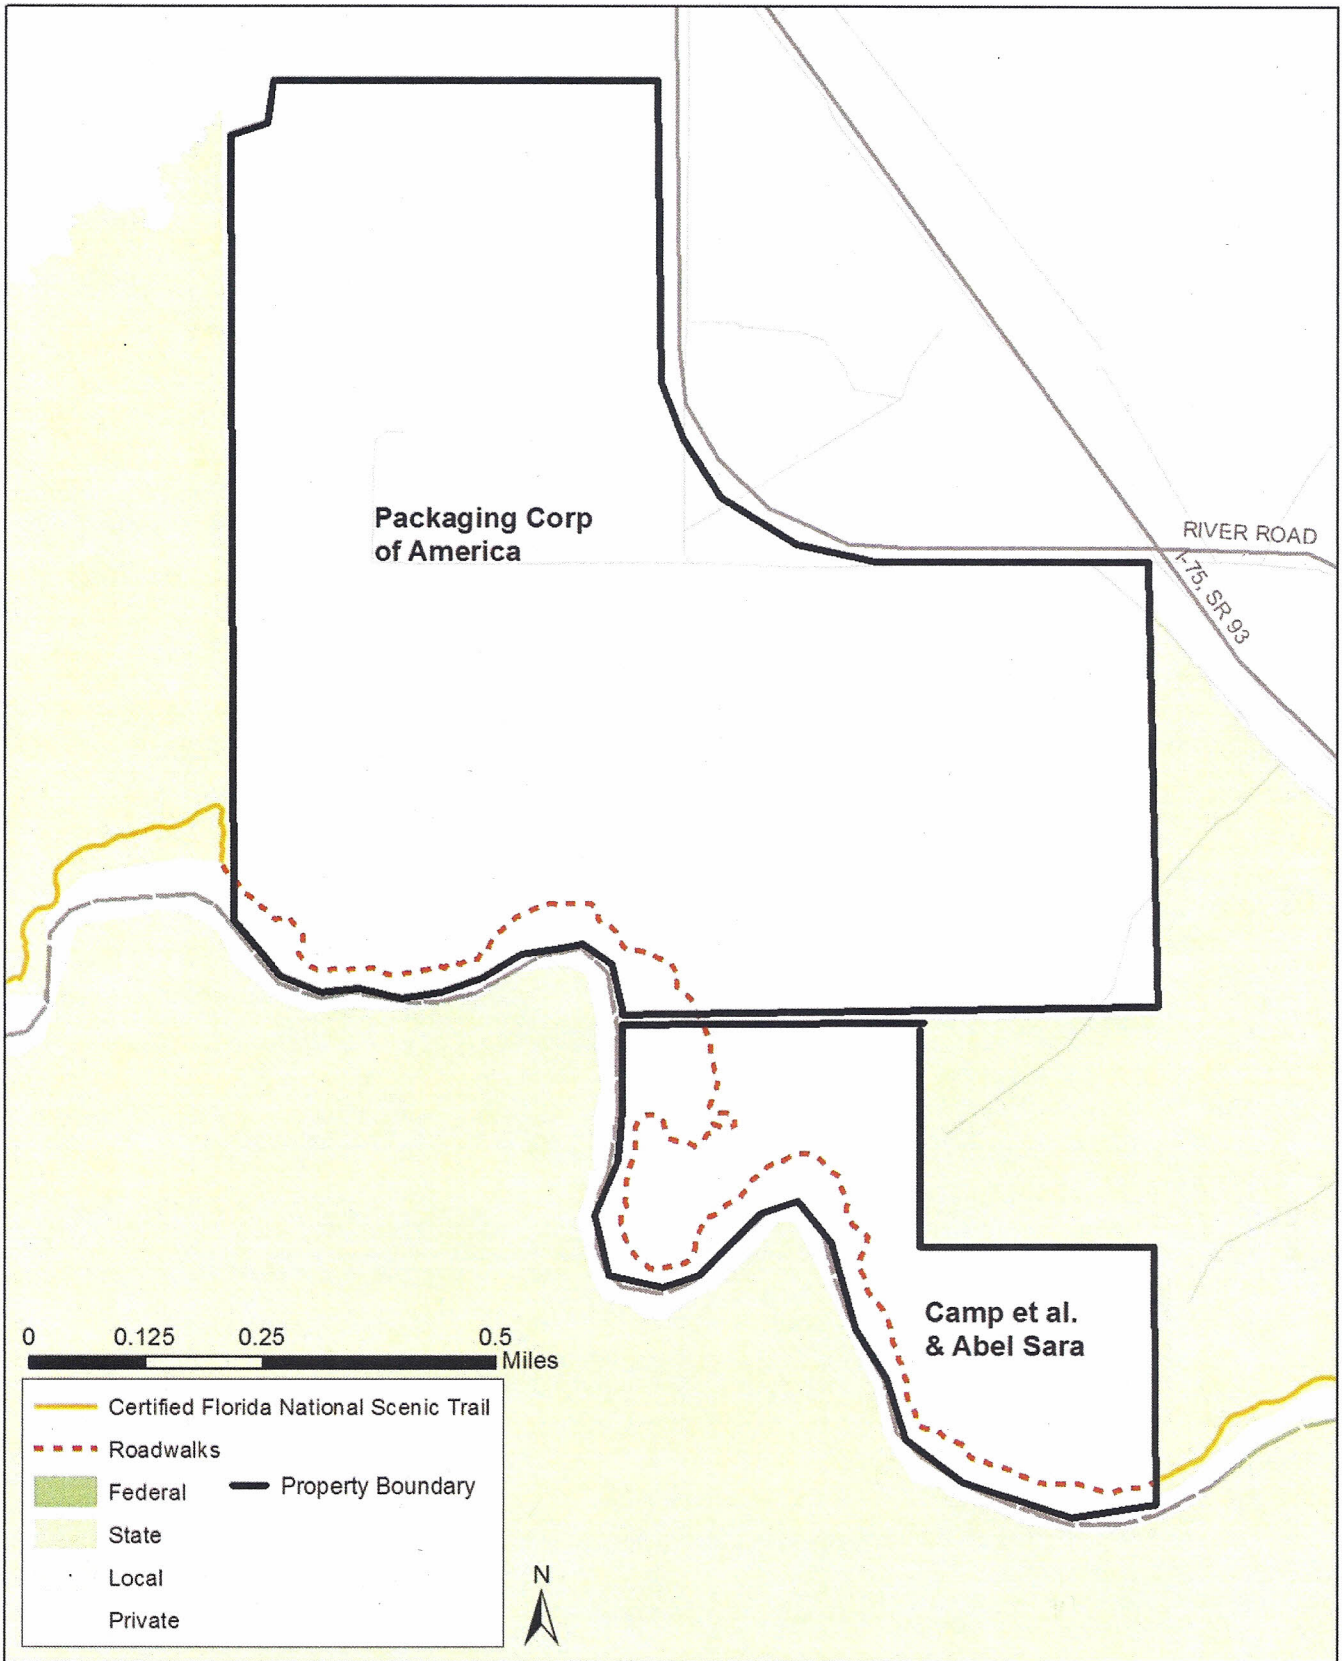 RIVER ROAD
I-75, SR 93
Packaging Corp
of America
Camp et al.
& Abel Sara
0 0.125 0.25 0.5
Miles
Certified Florida National Scenic Trail
Roadwalks
Federal
Property Boundary
State
Local
Private
N